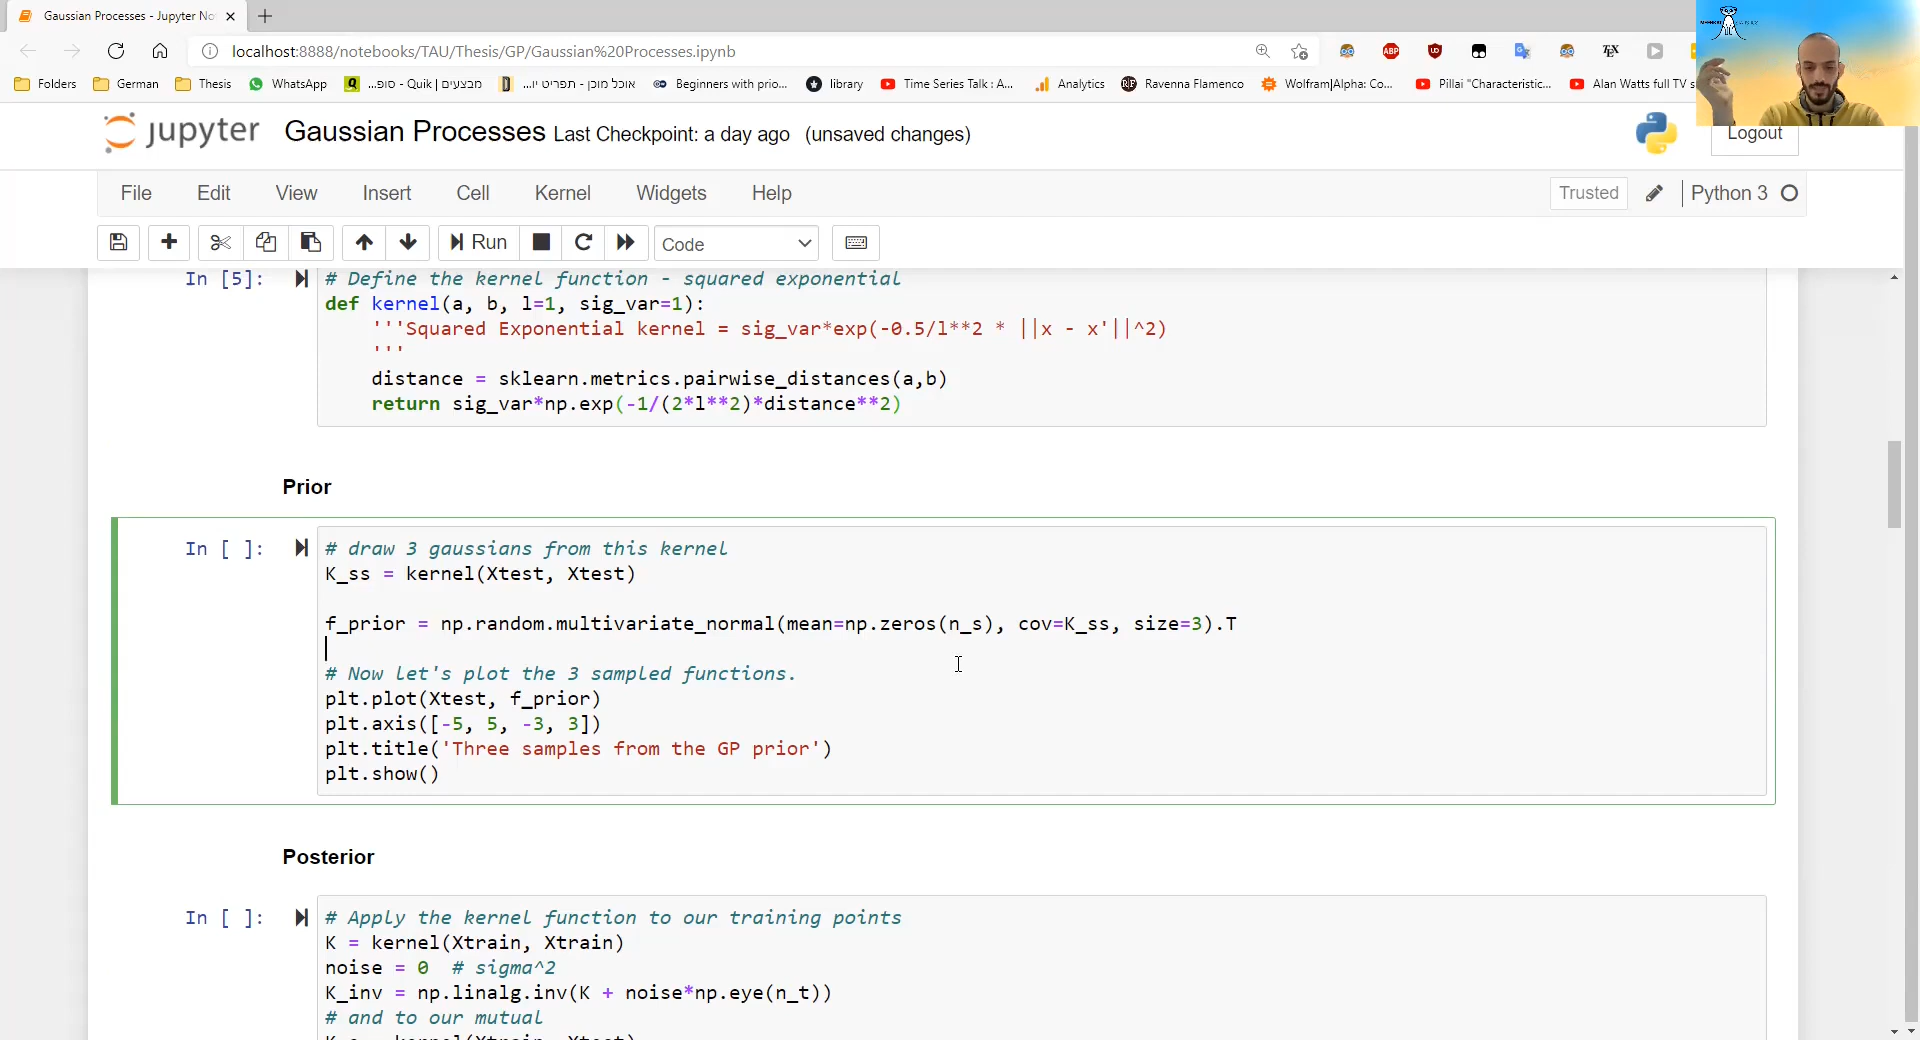 Gaussian Processes - Jupyter No
localhost:8888/notebooks/TAU/Thesis/GP/Gaussian%20Processes.ipynb
ABP
TEX
Folders German Thesis WhatsApp מבצעים | Quik - סופ... אוכל מוכן - תפריט יו... Beginners with prio... library Time Series Talk : A... Analytics Ravenna Flamenco Wolfram|Alpha: Co... Pillai "Characteristic... Alan Watts full TV s
jupyter Gaussian Processes Last Checkpoint: a day ago (unsaved changes)
Logout
File Edit View Insert Cell Kernel Widgets Help
Trusted Python 3
Run Code
In [5]: # Define the kernel function - squared exponential
def kernel(a, b, l=1, sig_var=1):
'''Squared Exponential kernel = sig_var*exp(-0.5/l**2 * ||x - x'||^2)
'''
distance = sklearn.metrics.pairwise_distances(a,b)
return sig_var*np.exp(-1/(2*l**2)*distance**2)
Prior
In [ ]: # draw 3 gaussians from this kernel
K_ss = kernel(Xtest, Xtest)
f_prior = np.random.multivariate_normal(mean=np.zeros(n_s), cov=K_ss, size=3).T
# Now let's plot the 3 sampled functions.
plt.plot(Xtest, f_prior)
plt.axis([-5, 5, -3, 3])
plt.title('Three samples from the GP prior')
plt.show()
Posterior
In [ ]: # Apply the kernel function to our training points
K = kernel(Xtrain, Xtrain)
noise = 0 # sigma^2
K_inv = np.linalg.inv(K + noise*np.eye(n_t))
# and to our mutual